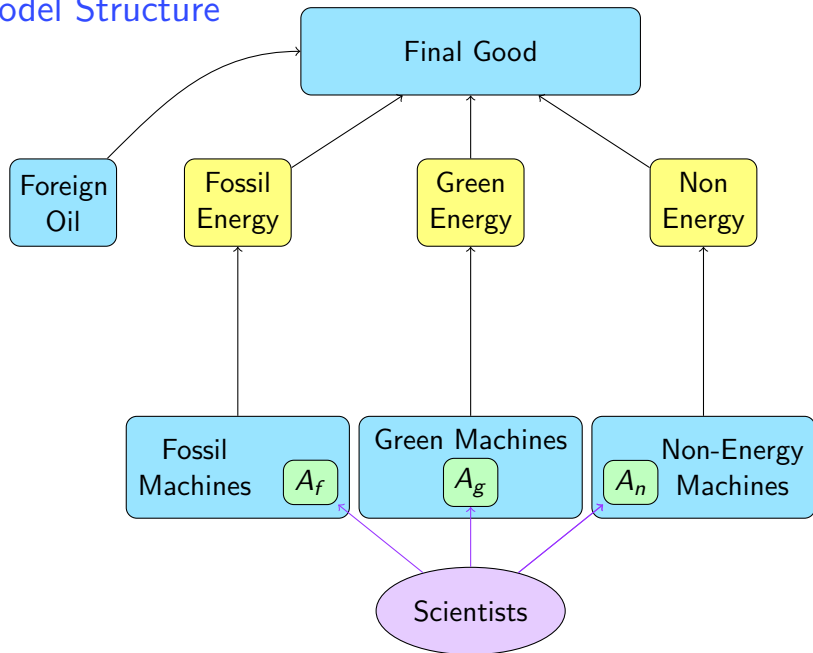 odel Structure
Final Good
Foreign
Oil
Fossil
Energy
Green
Energy
Non
Energy
Fossil
Machines
A_f
Green Machines
A_g
A_n
Non-Energy
Machines
Scientists